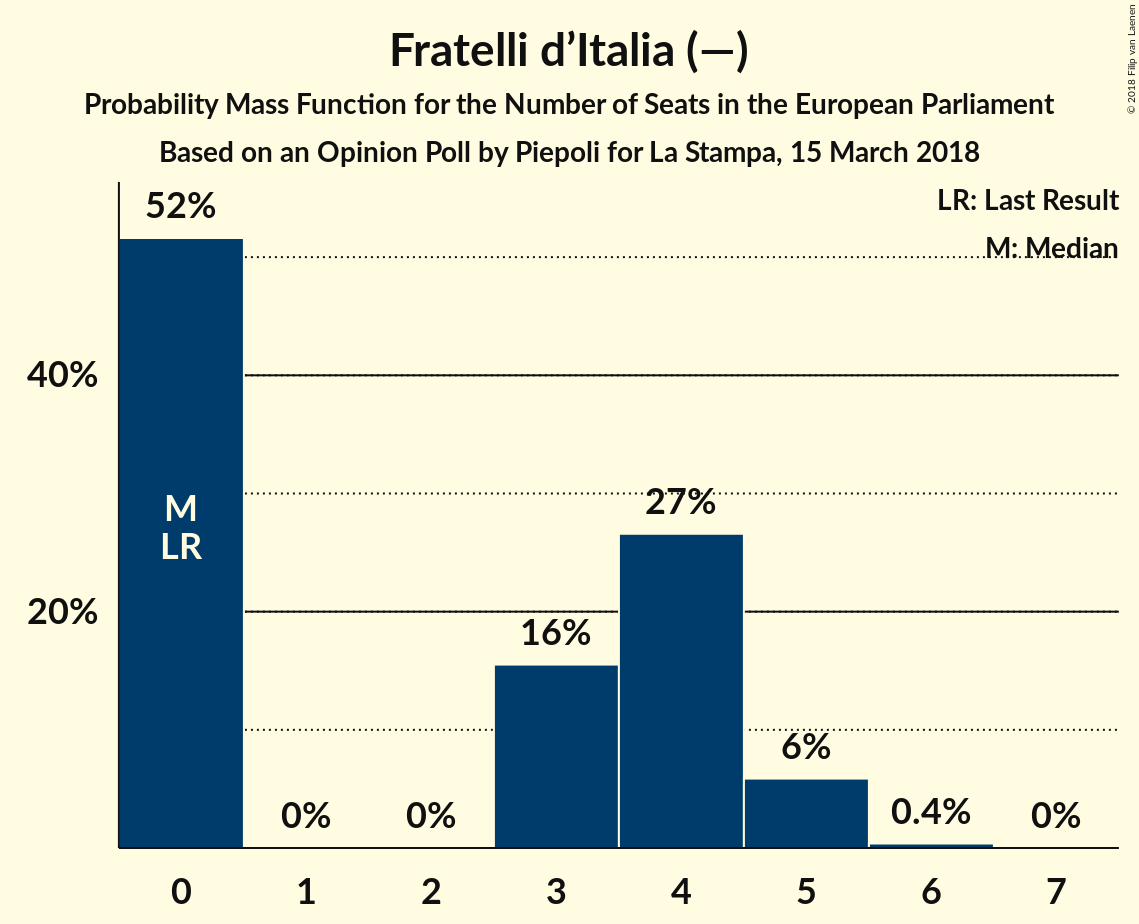 Fratelli d’Italia (—)
Probability Mass Function for the Number of Seats in the European Parliament
Based on an Opinion Poll by Piepoli for La Stampa, 15 March 2018
© 2018 Filip van Laenen
LR: Last Result
M: Median
52%
40%
M
LR
27%
20%
16%
6%
0% 0% 0.4% 0%
0 1 2 3 4 5 6 7